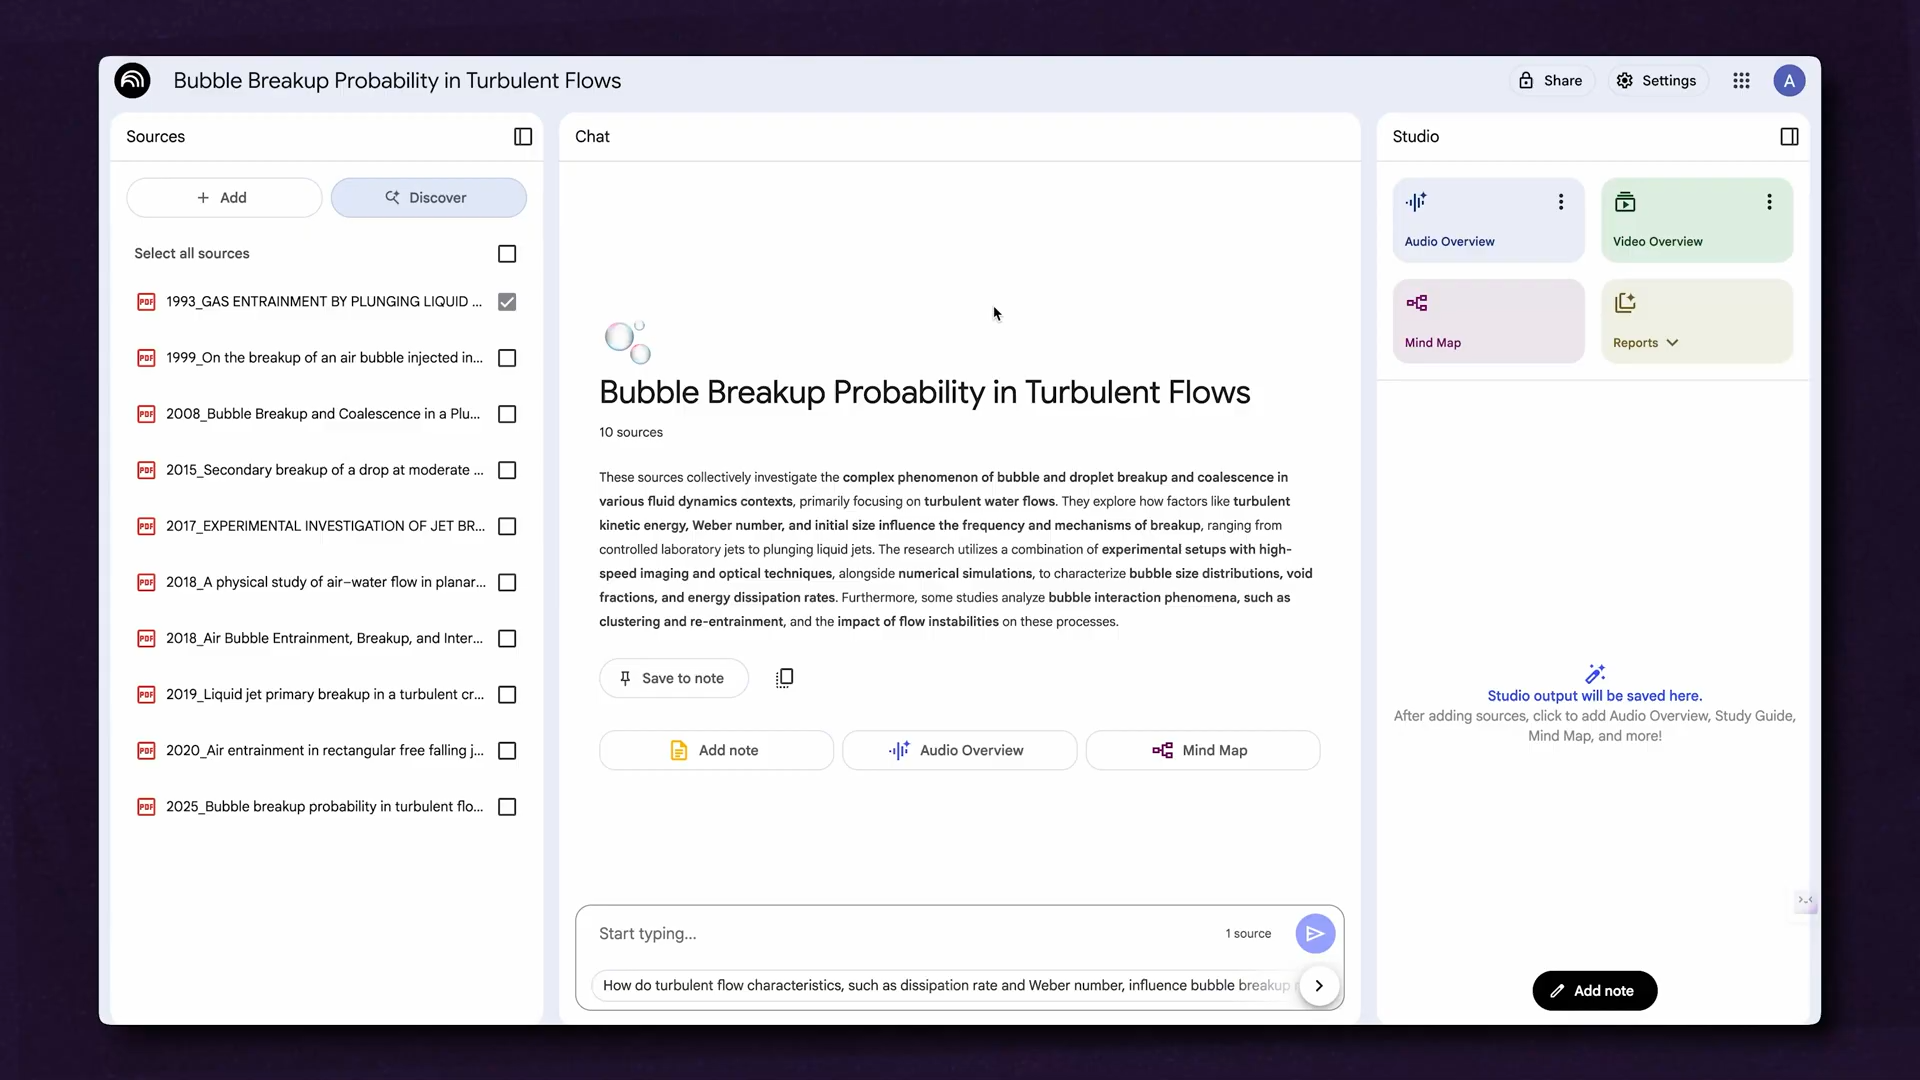 Bubble Breakup Probability in Turbulent Flows
Share
Settings
A
Sources
Add
Discover
Select all sources
PDF 1993_GAS ENTRAINMENT BY PLUNGING LIQUID ...
PDF 1999_On the breakup of an air bubble injected in...
PDF 2008_Bubble Breakup and Coalescence in a Plu...
PDF 2015_Secondary breakup of a drop at moderate ...
PDF 2017_EXPERIMENTAL INVESTIGATION OF JET BR...
PDF 2018_A physical study of air–water flow in planar...
PDF 2018_Air Bubble Entrainment, Breakup, and Inter...
PDF 2019_Liquid jet primary breakup in a turbulent cr...
PDF 2020_Air entrainment in rectangular free falling j...
PDF 2025_Bubble breakup probability in turbulent flo...
Chat
Bubble Breakup Probability in Turbulent Flows
10 sources
These sources collectively investigate the complex phenomenon of bubble and droplet breakup and coalescence in
various fluid dynamics contexts, primarily focusing on turbulent water flows. They explore how factors like turbulent
kinetic energy, Weber number, and initial size influence the frequency and mechanisms of breakup, ranging from
controlled laboratory jets to plunging liquid jets. The research utilizes a combination of experimental setups with high-
speed imaging and optical techniques, alongside numerical simulations, to characterize bubble size distributions, void
fractions, and energy dissipation rates. Furthermore, some studies analyze bubble interaction phenomena, such as
clustering and re-entrainment, and the impact of flow instabilities on these processes.
Save to note
Add note
Audio Overview
Mind Map
Start typing...
1 source
How do turbulent flow characteristics, such as dissipation rate and Weber number, influence bubble breakup
Studio
Audio Overview
Video Overview
Mind Map
Reports
Studio output will be saved here.
After adding sources, click to add Audio Overview, Study Guide,
Mind Map, and more!
Add note